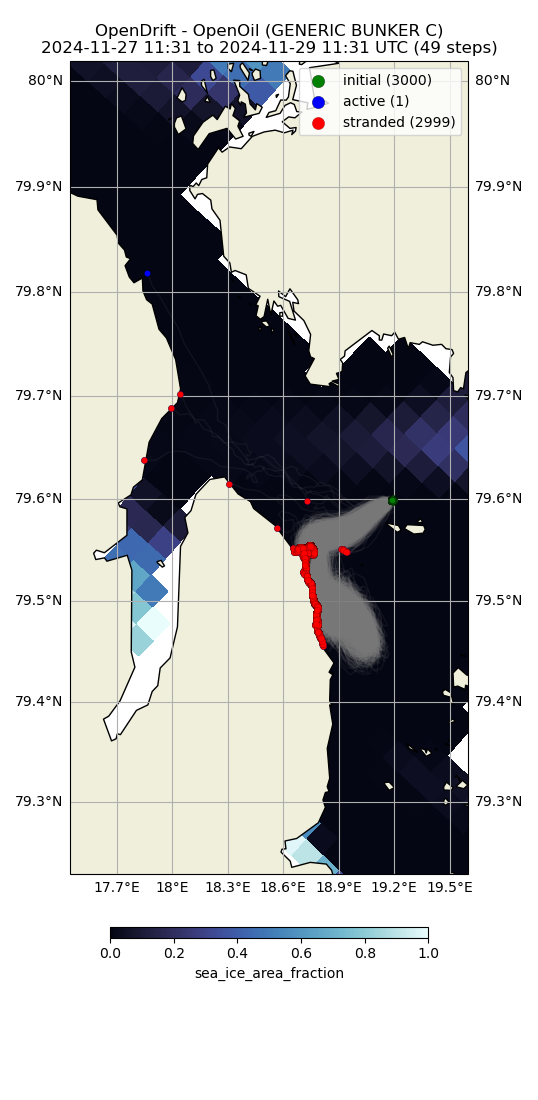 OpenDrift - OpenOil (GENERIC BUNKER C)
2024-11-27 11:31 to 2024-11-29 11:31 UTC (49 steps)
initial (3000)
active (1)
stranded (2999)
80°N
80°N
79.9°N
79.9°N
79.8°N
79.8°N
79.7°N
79.7°N
79.6°N
79.6°N
79.5°N
79.5°N
79.4°N
79.4°N
79.3°N
79.3°N
17.7°E 18°E 18.3°E 18.6°E 18.9°E 19.2°E 19.5°E
0.0 0.2 0.4 0.6 0.8 1.0
sea_ice_area_fraction